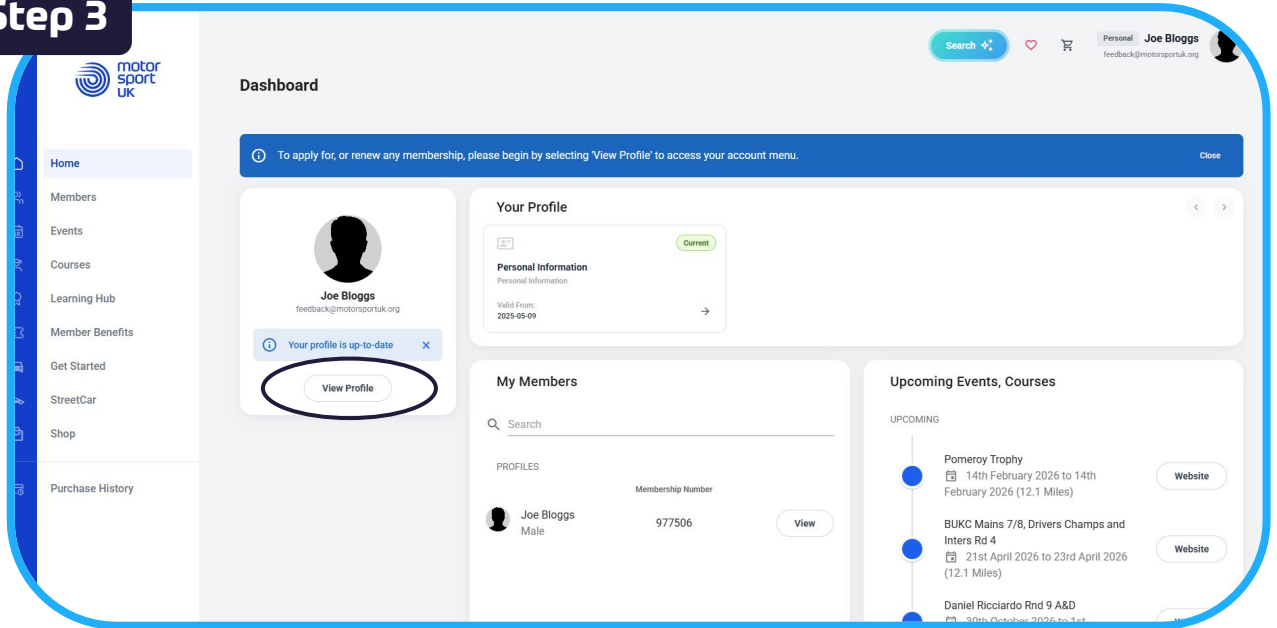 Step 3
motor
sport
UK
Search
Personal Joe Bloggs
feedback@motorsportuk.org
Dashboard
To apply for, or renew any membership, please begin by selecting 'View Profile' to access your account menu.
Close
Home
Members
Events
Courses
Learning Hub
Member Benefits
Get Started
StreetCar
Shop
Purchase History
Joe Bloggs
feedback@motorsportuk.org
Your profile is up-to-date
View Profile
Your Profile
Current
Personal Information
Personal Information
Valid From:
2025-05-09
My Members
Search
PROFILES
Membership Number
Joe Bloggs
Male
977506
View
Upcoming Events, Courses
UPCOMING
Pomeroy Trophy
14th February 2026 to 14th
February 2026 (12.1 Miles)
Website
BUKC Mains 7/8, Drivers Champs and
Inters Rd 4
21st April 2026 to 23rd April 2026
(12.1 Miles)
Website
Daniel Ricciardo Rnd 9 A&D
30th October 2026 to 1st